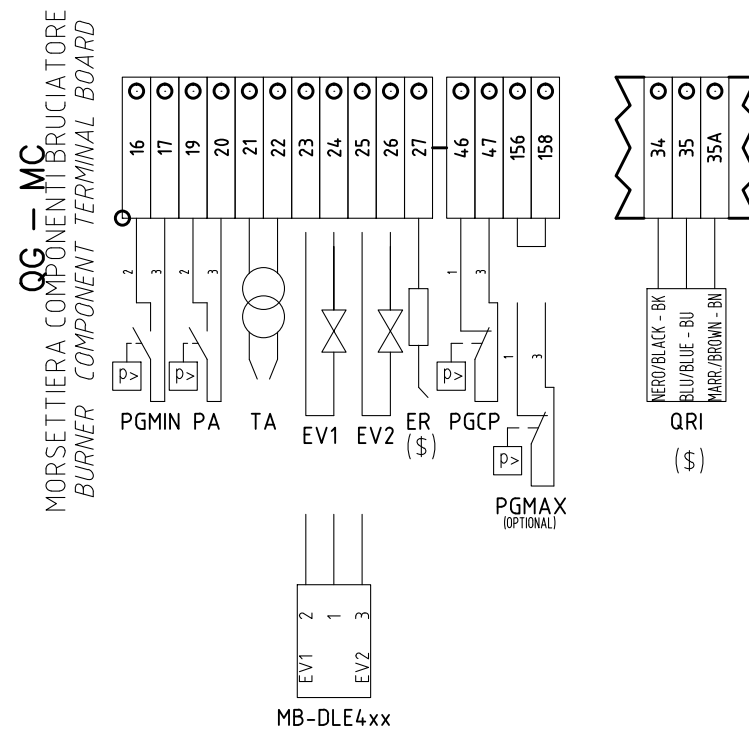 QG - MC
MORSETTIERA COMPONENTI BRUCIATORE
BURNER COMPONENT TERMINAL BOARD
16 17 19 20 21 22 23 24 25 26 27 46 47 156 158 34 35 35A
2 3 2 3 1 3
1 3
NERO/BLACK - BK
BLU/BLUE - BU
MARR./BROWN - BN
P> P> P>
PGMIN PA TA EV1 EV2 ER PGCP QRI
($) ($)
P>
PGMAX
(OPTIONAL)
2 1 3
EV1 EV2
MB-DLE4xx